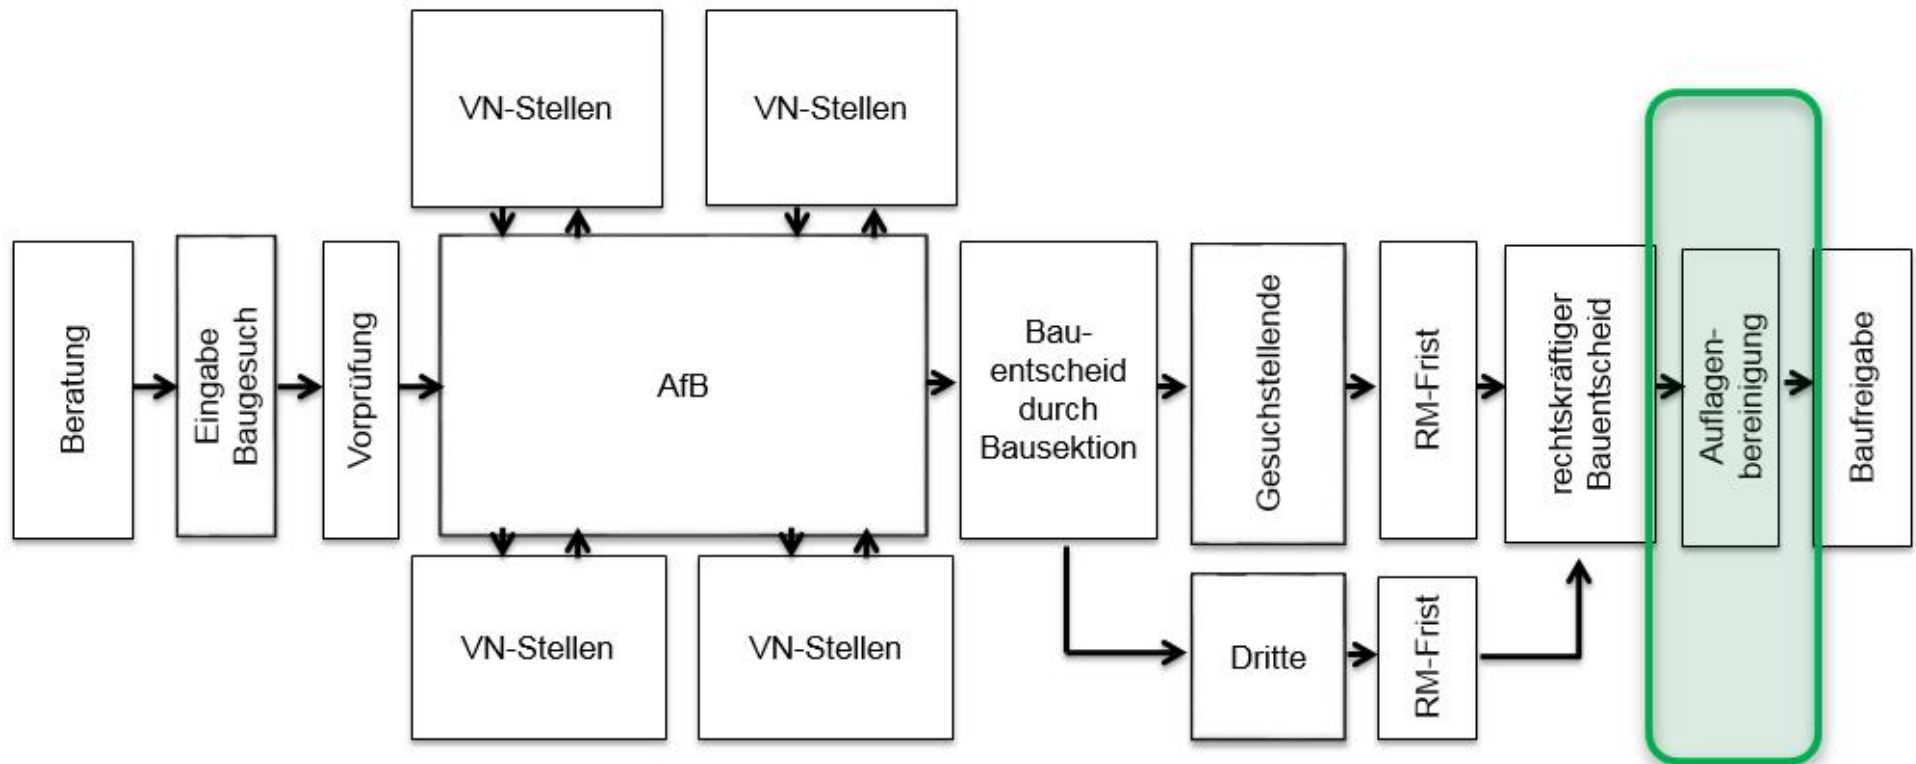 VN-Stellen
VN-Stellen
Beratung
Eingabe
Baugesuch
Vorprüfung
AfB
Bau-
entscheid
durch
Bausektion
Gesuchstellende
RM-Frist
rechtskräftiger
Bauentscheid
Auflagen-
bereinigung
Baufreigabe
VN-Stellen
VN-Stellen
Dritte
RM-Frist